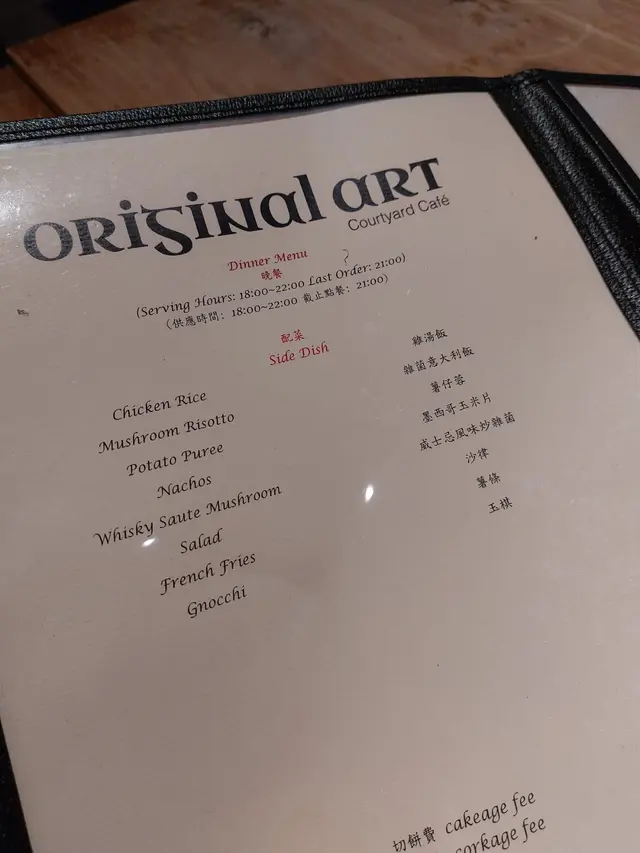 ORIGINAL ART
Courtyard Café
Dinner Menu
晚餐
(Serving Hours: 18:00~22:00 Last Order: 21:00)
(供應時間: 18:00~22:00 截止點餐: 21:00)
配菜
Side Dish
Chicken Rice 雞湯飯
Mushroom Risotto 雜菌意大利飯
Potato Puree 薯仔蓉
Nachos 墨西哥玉米片
Whisky Saute Mushroom 威士忌風味炒雜菌
Salad 沙律
French Fries 薯條
Gnocchi 玉棋
切餅費 cakeage fee
corkage fee